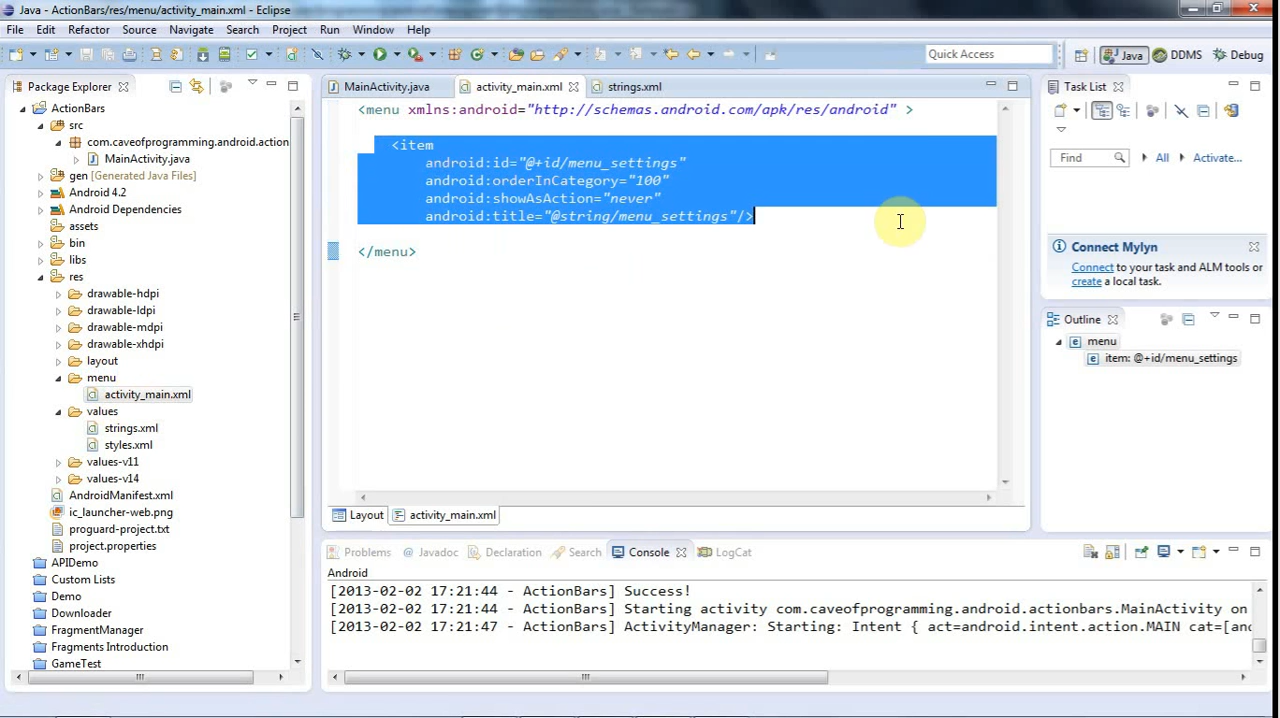 Java - ActionBars/res/menu/activity_main.xml - Eclipse
File Edit Refactor Source Navigate Search Project Run Window Help
Quick Access Java DDMS Debug
Package Explorer
ActionBars
src
com.caveofprogramming.android.action
MainActivity.java
gen [Generated Java Files]
Android 4.2
Android Dependencies
assets
bin
libs
res
drawable-hdpi
drawable-ldpi
drawable-mdpi
drawable-xhdpi
layout
menu
activity_main.xml
values
strings.xml
styles.xml
values-v11
values-v14
AndroidManifest.xml
ic_launcher-web.png
proguard-project.txt
project.properties
APIDemo
Custom Lists
Demo
Downloader
FragmentManager
Fragments Introduction
GameTest
MainActivity.java activity_main.xml strings.xml
<menu xmlns:android="http://schemas.android.com/apk/res/android" >
<item
android:id="@+id/menu_settings"
android:orderInCategory="100"
android:showAsAction="never"
android:title="@string/menu_settings"/>
</menu>
Layout activity_main.xml
Task List
Find All Activate...
Connect Mylyn
Connect to your task and ALM tools or
create a local task.
Outline
menu
item: @+id/menu_settings
Problems Javadoc Declaration Search Console LogCat
Android
[2013-02-02 17:21:44 - ActionBars] Success!
[2013-02-02 17:21:44 - ActionBars] Starting activity com.caveofprogramming.android.actionbars.MainActivity on
[2013-02-02 17:21:47 - ActionBars] ActivityManager: Starting: Intent { act=android.intent.action.MAIN cat=[and